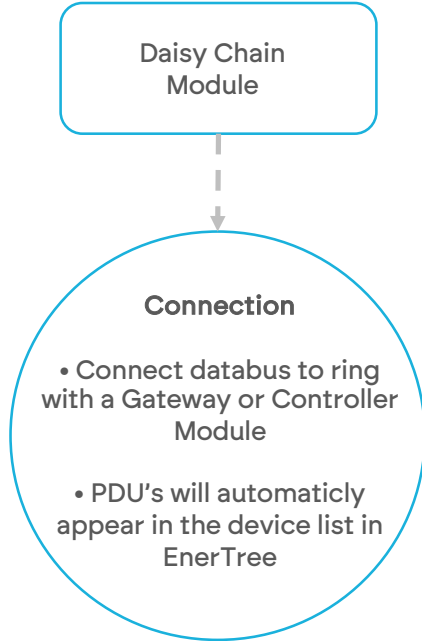 Daisy Chain
Module
Connection
• Connect databus to ring
with a Gateway or Controller
Module
• PDU's will automaticly
appear in the device list in
EnerTree